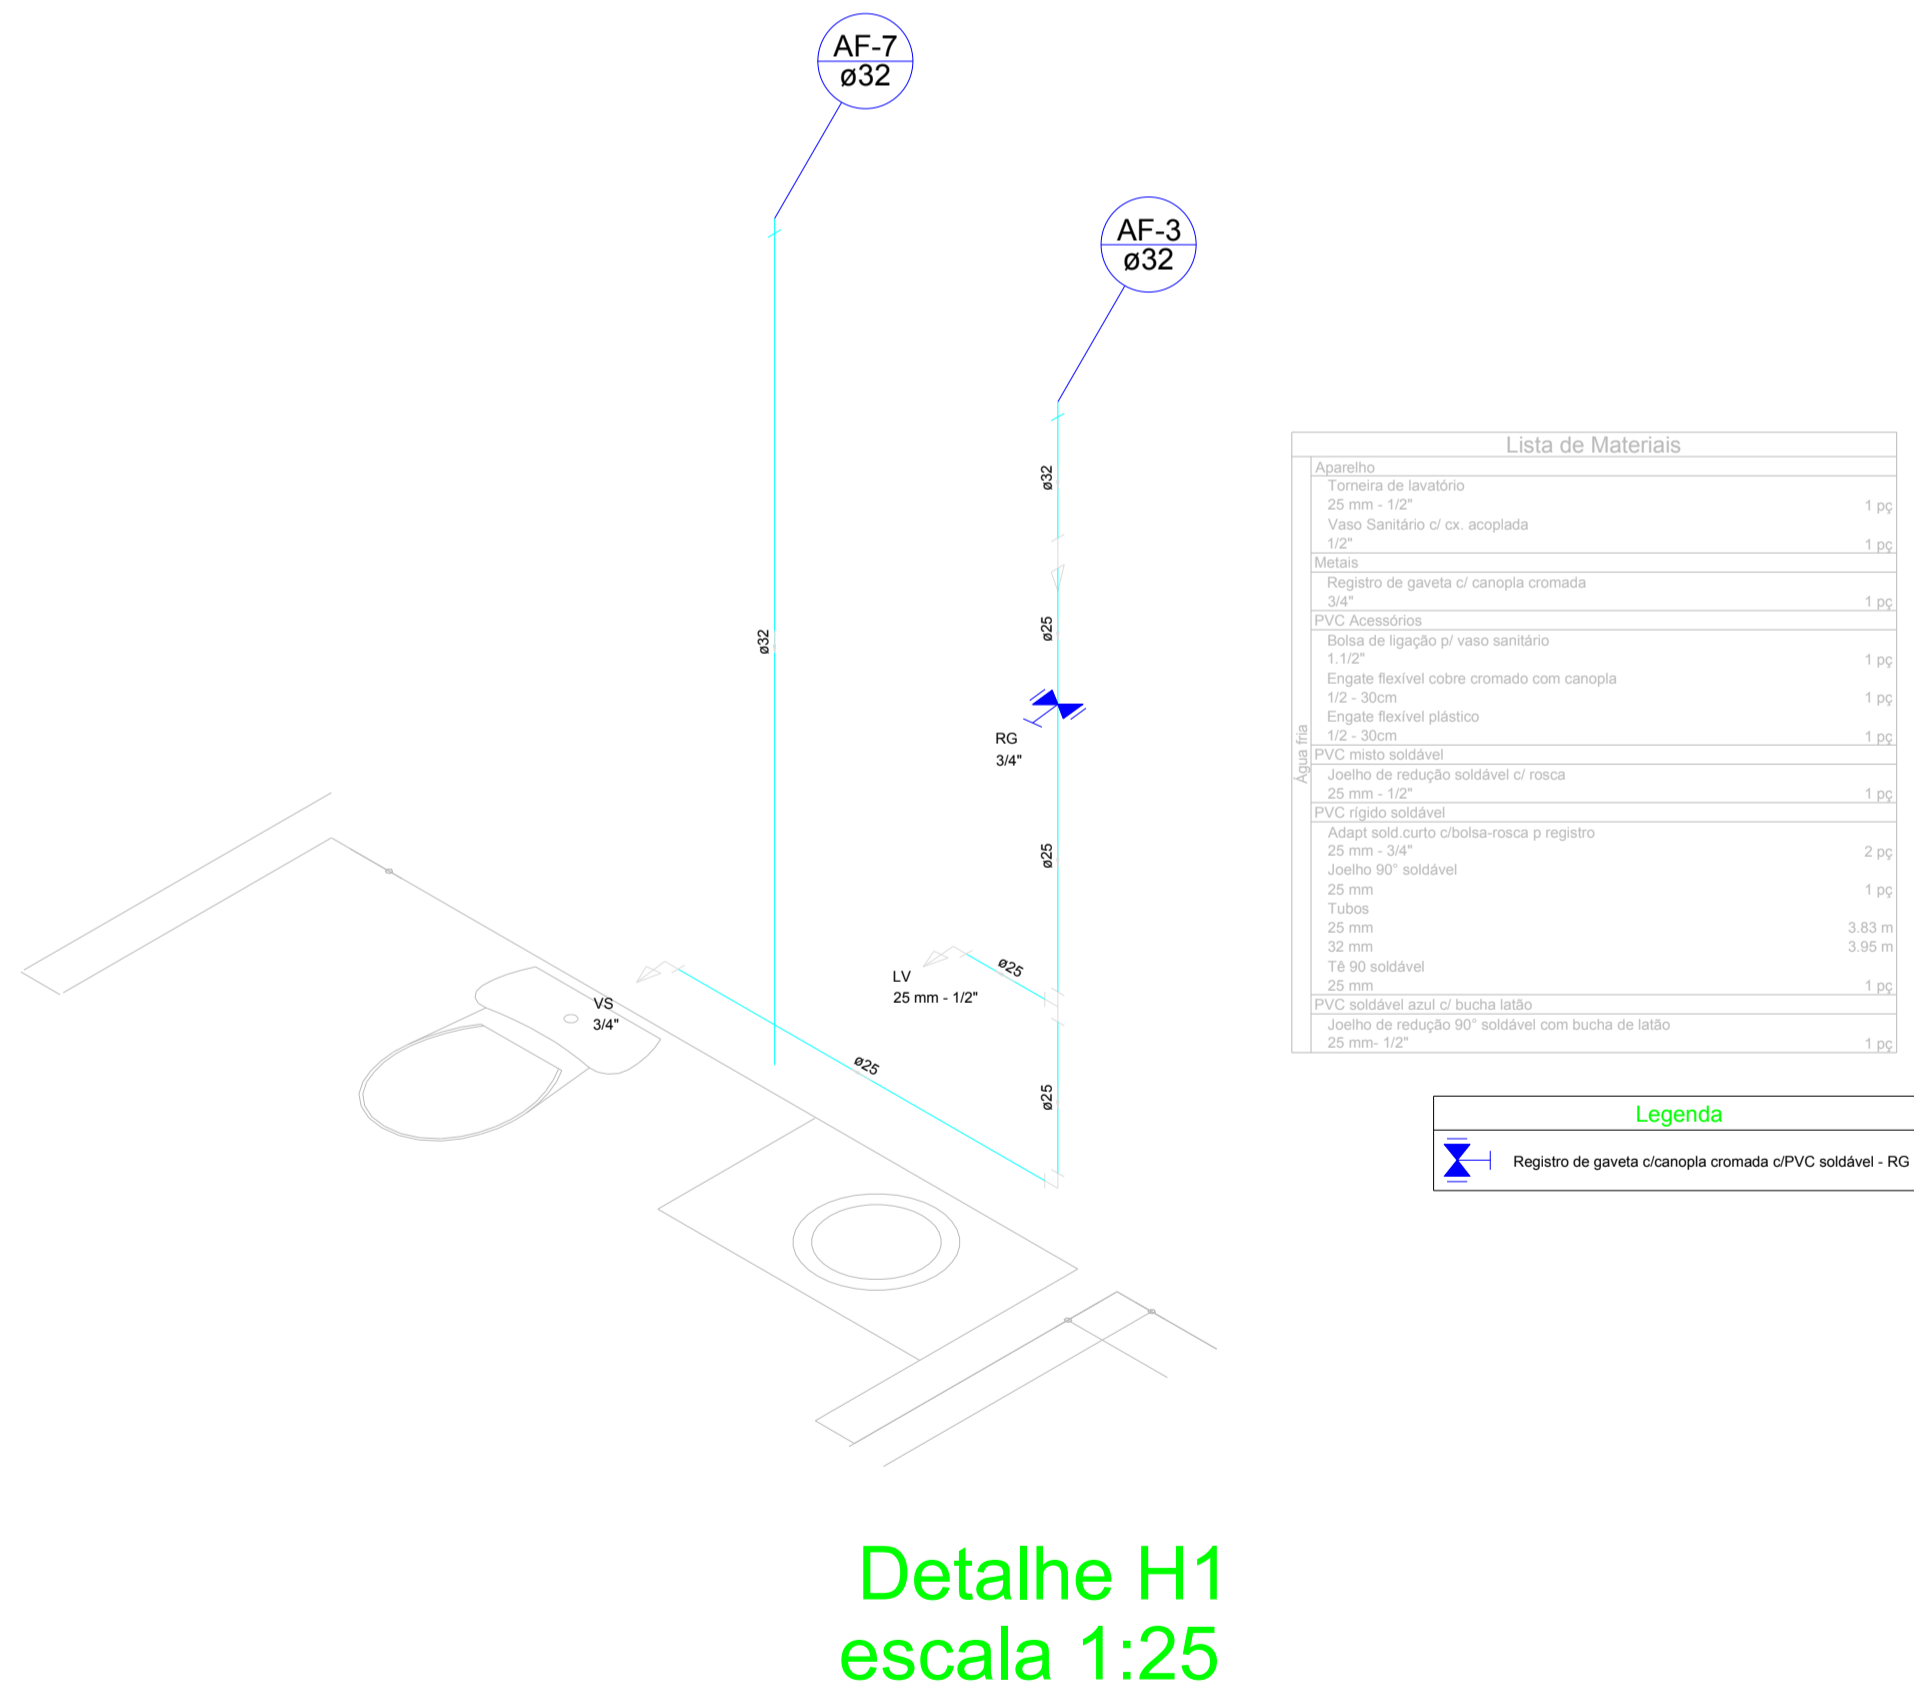 AF-7
ø32
AF-3
ø32
ø32
ø25
ø32
RG
3/4"
ø25
LV
25 mm - 1/2"
ø25
VS
3/4"
ø25
ø25
Lista de Materiais
Água fria
Aparelho
Torneira de lavatório
25 mm - 1/2" 1 pç
Vaso Sanitário c/ cx. acoplada
1/2" 1 pç
Metais
Registro de gaveta c/ canopla cromada
3/4" 1 pç
PVC Acessórios
Bolsa de ligação p/ vaso sanitário
1.1/2" 1 pç
Engate flexível cobre cromado com canopla
1/2 - 30cm 1 pç
Engate flexível plástico
1/2 - 30cm 1 pç
PVC misto soldável
Joelho de redução soldável c/ rosca
25 mm - 1/2" 1 pç
PVC rígido soldável
Adapt sold.curto c/bolsa-rosca p registro
25 mm - 3/4" 2 pç
Joelho 90° soldável
25 mm 1 pç
Tubos
25 mm 3.83 m
32 mm 3.95 m
Tê 90 soldável
25 mm 1 pç
PVC soldável azul c/ bucha latão
Joelho de redução 90° soldável com bucha de latão
25 mm- 1/2" 1 pç
Legenda
Registro de gaveta c/canopla cromada c/PVC soldável - RG
Detalhe H1
escala 1:25